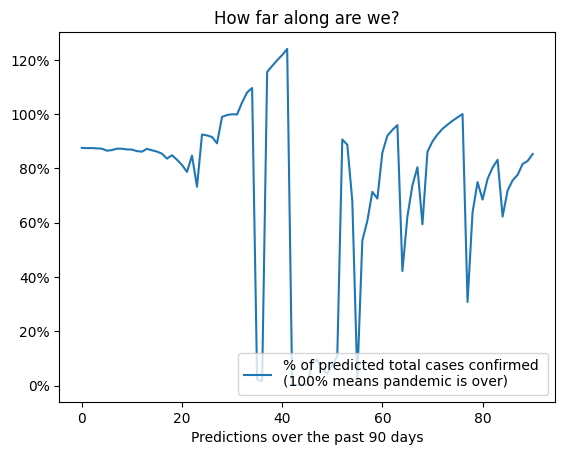 How far along are we?
120%
100%
80%
60%
40%
20%
0%
% of predicted total cases confirmed
(100% means pandemic is over)
0 20 40 60 80
Predictions over the past 90 days